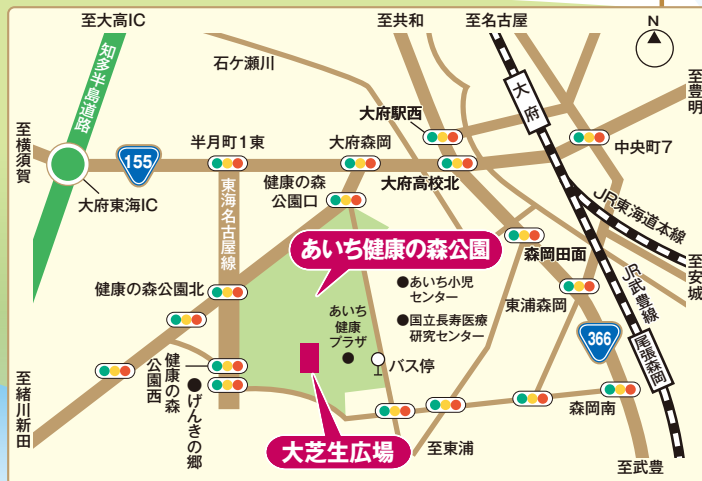 至大高IC
至共和
至名古屋
N
知多半島道路
石ケ瀬川
大府
至豊明
大府駅西
至横須賀
155
半月町1東
大府森岡
中央町7
大府東海IC
健康の森
公園口
大府高校北
JR東海道本線
東海名古屋線
あいち健康の森公園
森岡田面
至安城
あいち小児
センター
JR武豊線
健康の森公園北
東浦森岡
あいち
健康
プラザ
国立長寿医療
研究センター
366
尾張森岡
バス停
健康の森
公園西
至緒川新田
げんきの郷
森岡南
大芝生広場
至東浦
至武豊